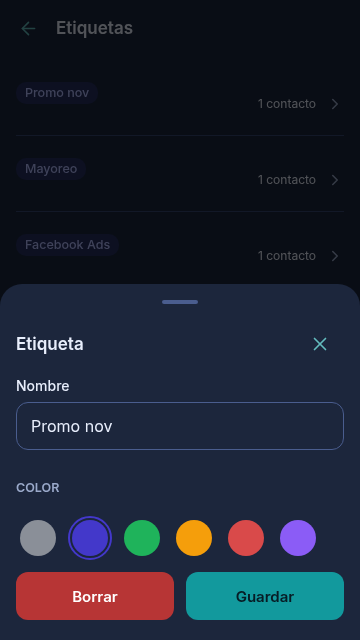 Etiquetas
Promo nov
1 contacto
Mayoreo
1 contacto
Facebook Ads
1 contacto
Etiqueta
Nombre
Promo nov
COLOR
Borrar
Guardar